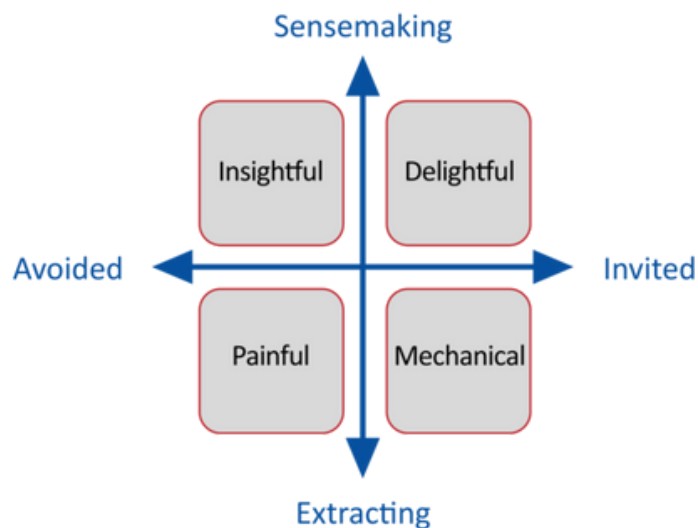 Sensemaking
Insightful
Delightful
Avoided
Invited
Painful
Mechanical
Extracting